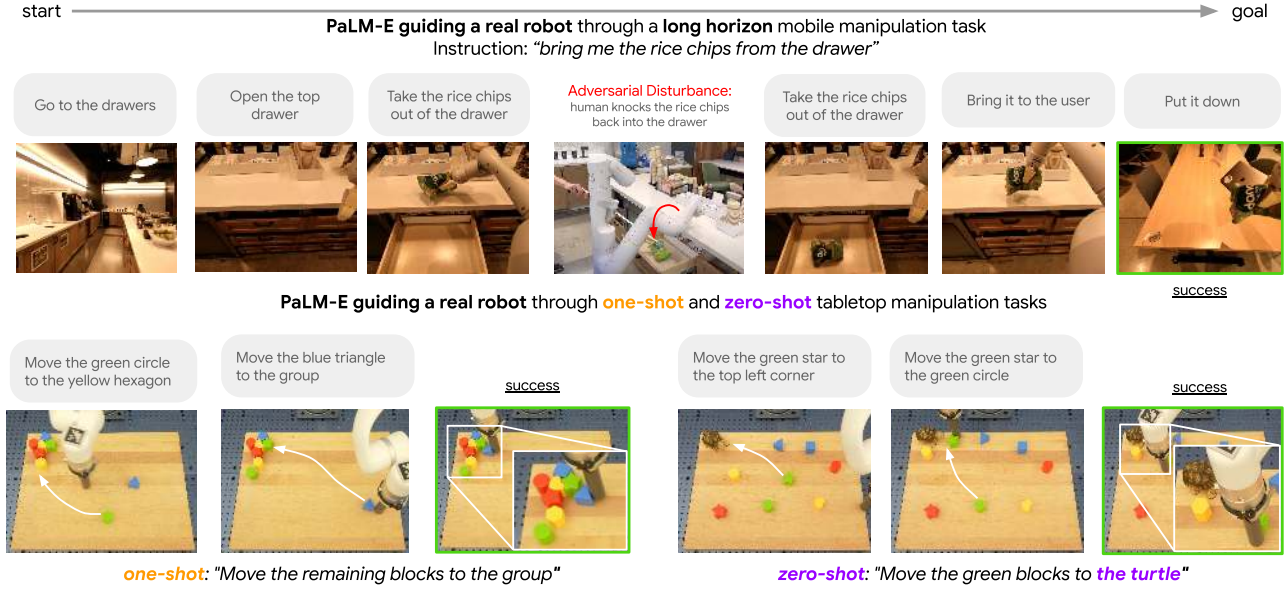 start
goal
PaLM-E guiding a real robot through a long horizon mobile manipulation task
Instruction: “bring me the rice chips from the drawer”
Go to the drawers
Open the top
drawer
Take the rice chips
out of the drawer
Adversarial Disturbance:
human knocks the rice chips
back into the drawer
Take the rice chips
out of the drawer
Bring it to the user
Put it down
success
PaLM-E guiding a real robot through one-shot and zero-shot tabletop manipulation tasks
Move the green circle
to the yellow hexagon
Move the blue triangle
to the group
success
Move the green star to
the top left corner
Move the green star to
the green circle
success
one-shot: "Move the remaining blocks to the group"
zero-shot: "Move the green blocks to the turtle"